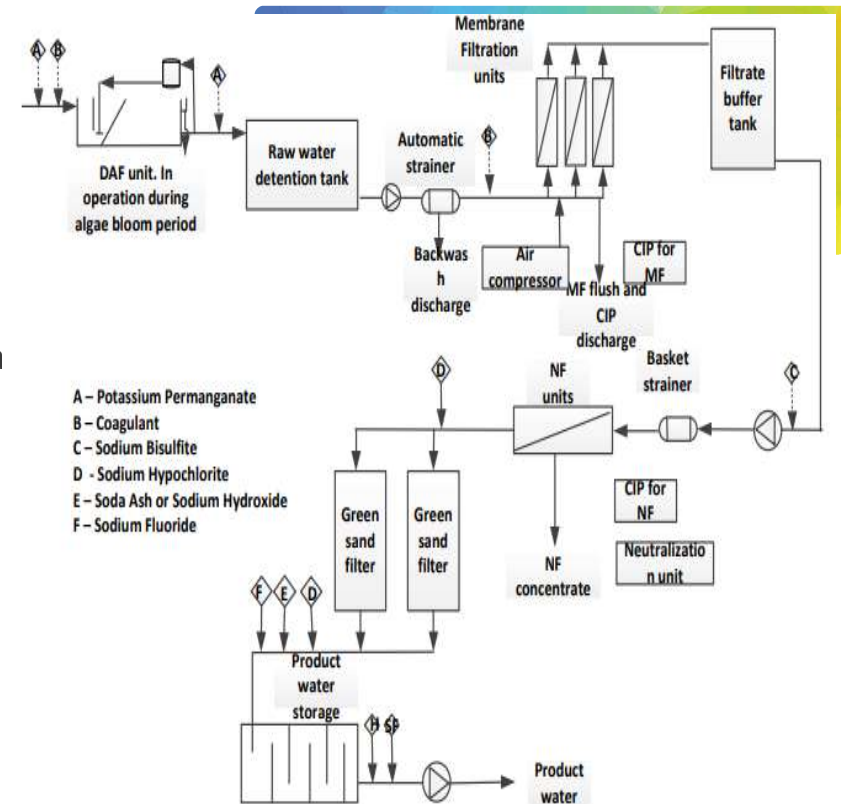 Membrane
Filtration
units
Filtrate
buffer
tank
A
B
A
Automatic
strainer
B
Raw water
detention tank
DAF unit. In
operation during
algae bloom period
Backwas
h
discharge
Air
compressor
CIP for
MF
MF flush and
CIP
discharge
Basket
strainer
NF
units
C
D
A – Potassium Permanganate
B – Coagulant
C – Sodium Bisulfite
D - Sodium Hypochlorite
E – Soda Ash or Sodium Hydroxide
F – Sodium Fluoride
Green
sand
filter
Green
sand
filter
CIP for
NF
Neutralizatio
n unit
NF
concentrate
F
E
D
Product
water
storage
H
SP
Product
water